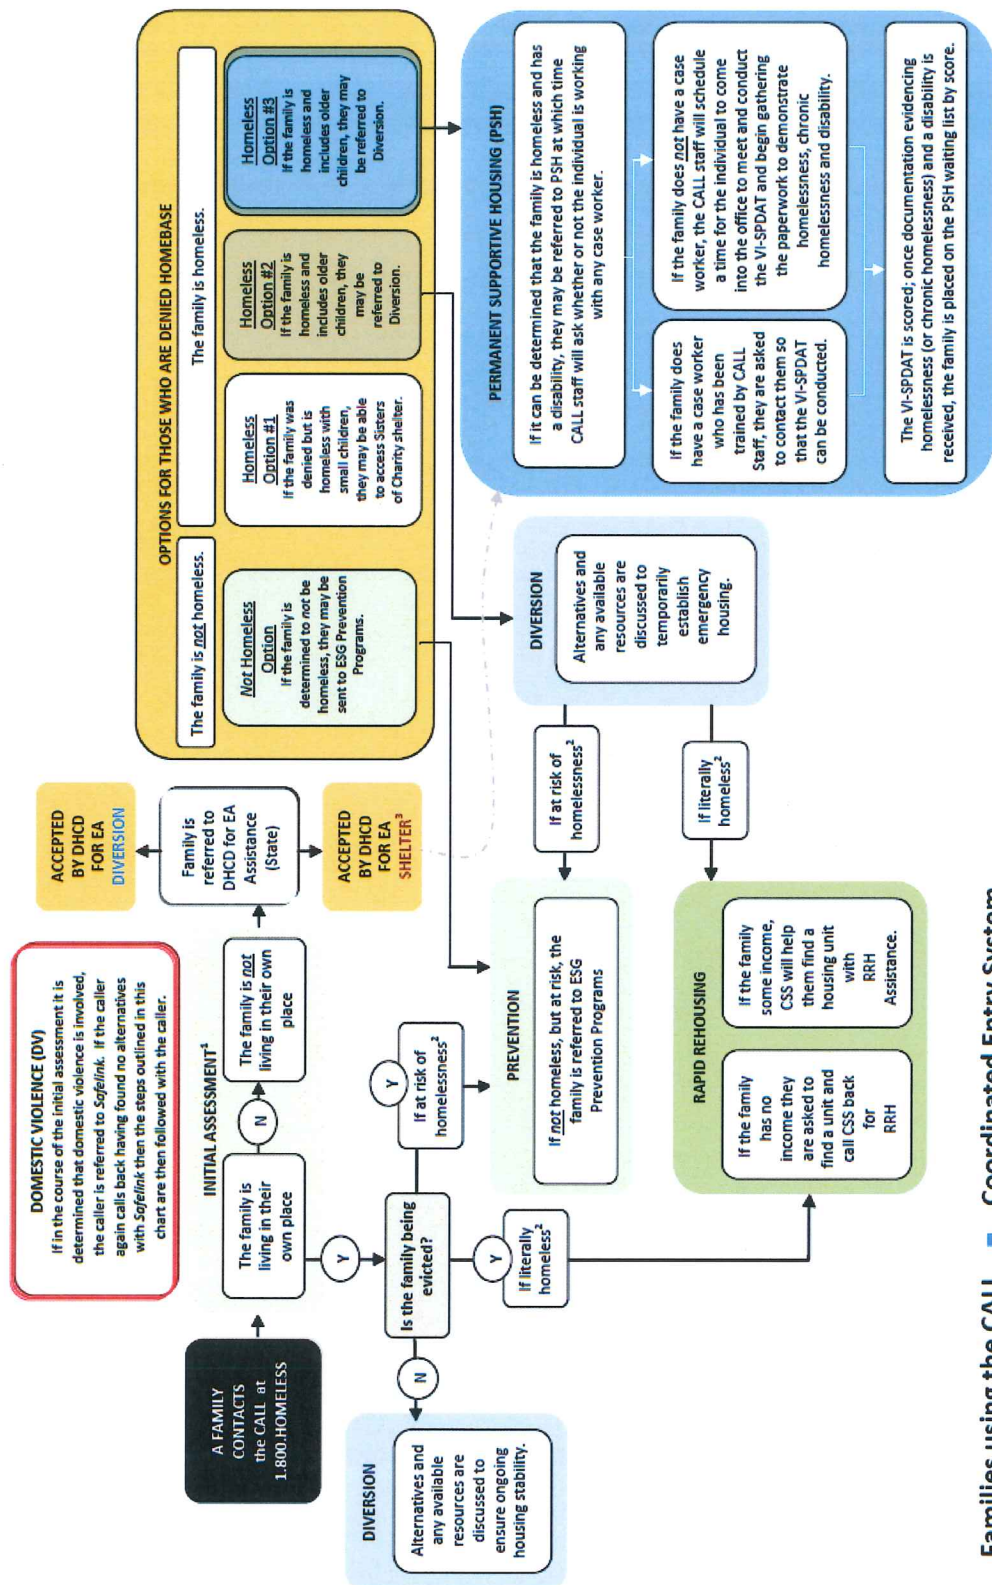 A FAMILY
CONTACTS
the CALL at
1.800.HOMELESS
DOMESTIC VIOLENCE (DV)
If in the course of the initial assessment it is
determined that domestic violence is involved,
the caller is referred to Safelink. If the caller
again calls back having found no alternatives
with Safelink then the steps outlined in this
chart are then followed with the caller.
INITIAL ASSESSMENT¹
The family is
living in their
own place
N
The family is not
living in their own
place
Y
Is the family being
evicted?
N
DIVERSION
Alternatives and
any available
resources are
discussed to
ensure ongoing
housing stability.
Y
If at risk of
homelessness²
Y
If literally
homeless²
ACCEPTED
BY DHCD
FOR EA
DIVERSION
Family is
referred to
DHCD for EA
Assistance
(State)
ACCEPTED
BY DHCD
FOR EA
SHELTER³
OPTIONS FOR THOSE WHO ARE DENIED HOMEBASE
The family is not homeless.
The family is homeless.
Not Homeless
Option
If the family is
determined to not be
homeless, they may be
sent to ESG Prevention
Programs.
Homeless
Option #1
If the family was
denied but is
homeless with
small children,
they may be able
to access Sisters
of Charity shelter.
Homeless
Option #2
If the family is
homeless and
includes older
children, they
may be
referred to
Diversion.
Homeless
Option #3
If the family is
homeless and
includes older
children, they may
be referred to
Diversion.
PREVENTION
If not homeless, but at risk, the
family is referred to ESG
Prevention Programs
If at risk of
homelessness²
If literally
homeless²
DIVERSION
Alternatives and
any available
resources are
discussed to
temporarily
establish
emergency
housing.
RAPID REHOUSING
If the family
has no
income they
are asked to
find a unit and
call CSS back
for
RRH
If the family
some income,
CSS will help
them find a
housing unit
with
RRH
Assistance.
PERMANENT SUPPORTIVE HOUSING (PSH)
If it can be determined that the family is homeless and has
a disability, they may be referred to PSH at which time
CALL staff will ask whether or not the individual is working
with any case worker.
If the family does
have a case worker
who has been
trained by CALL
Staff, they are asked
to contact them so
that the VI-SPDAT
can be conducted.
If the family does not have a case
worker, the CALL staff will schedule
a time for the individual to come
into the office to meet and conduct
the VI-SPDAT and begin gathering
the paperwork to demonstrate
homelessness, chronic
homelessness and disability.
The VI-SPDAT is scored; once documentation evidencing
homelessness (or chronic homelessness) and a disability is
received, the family is placed on the PSH waiting list by score.
Families using the CALL Coordinated Entry System